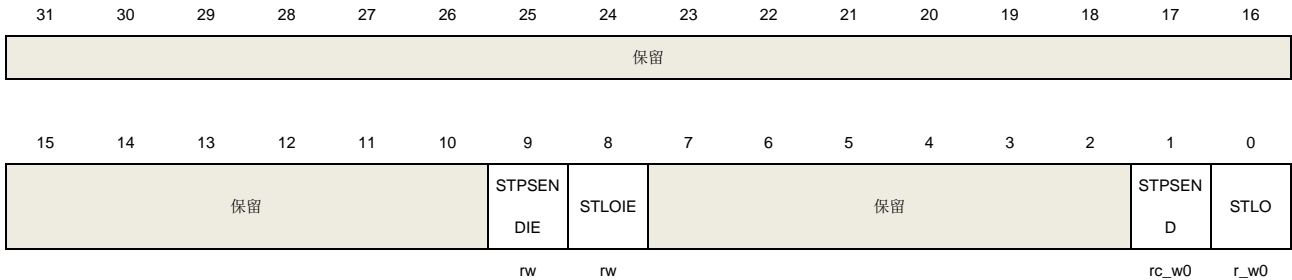 31 30 29 28 27 26 25 24 23 22 21 20 19 18 17 16
保留
15 14 13 12 11 10 9 8 7 6 5 4 3 2 1 0
保留 STPSEN DIE STLOIE 保留 STPSEN D STLO
rw rw rc_w0 r_w0